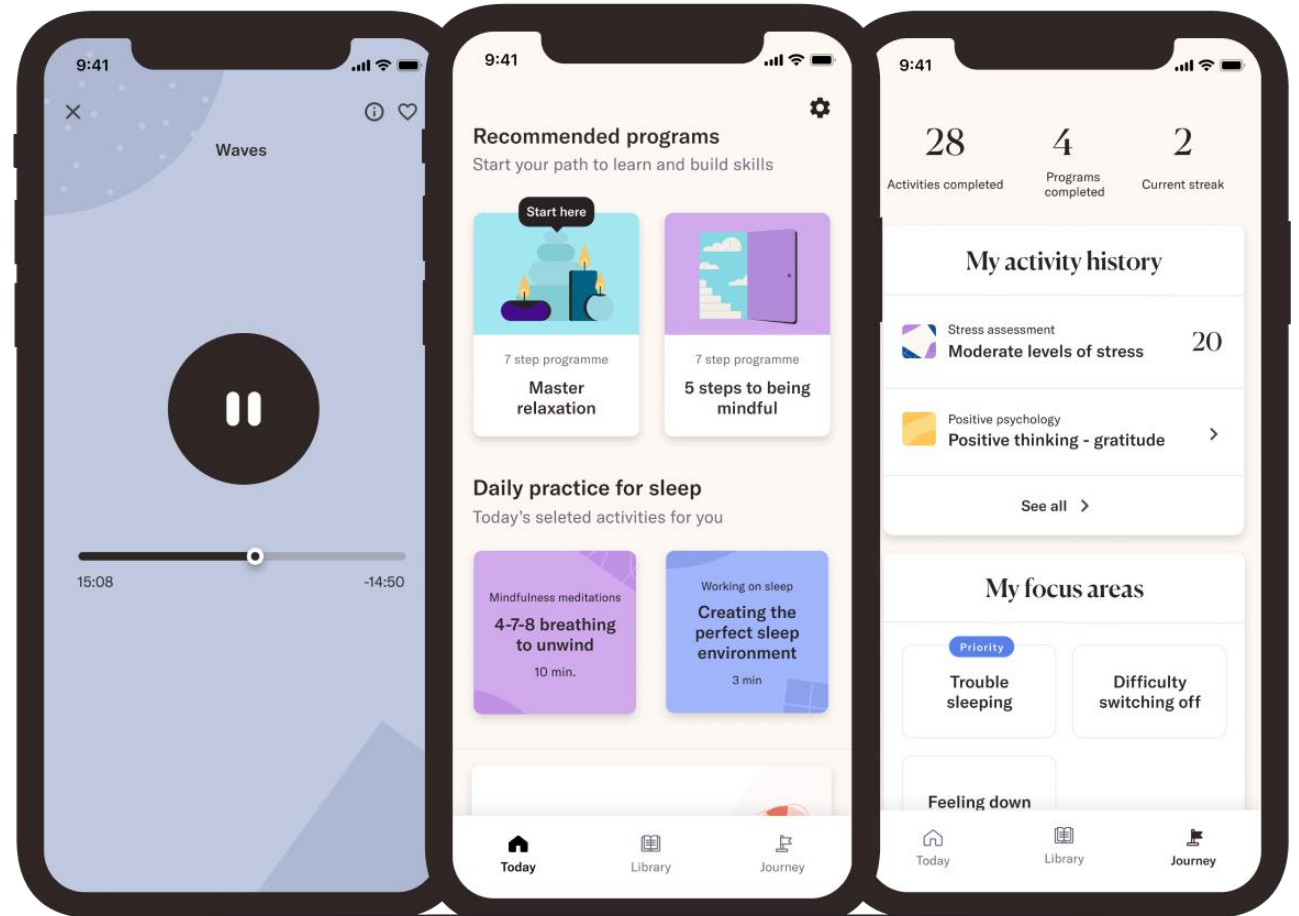 9:41
Waves
15:08
-14:50
9:41
Recommended programs
Start your path to learn and build skills
Start here
7 step programme
Master
relaxation
7 step programme
5 steps to being
mindful
Daily practice for sleep
Today's seleted activities for you
Mindfulness meditations
4-7-8 breathing
to unwind
10 min.
Working on sleep
Creating the
perfect sleep
environment
3 min
Today
Library
Journey
9:41
28
Activities completed
4
Programs
completed
2
Current streak
My activity history
Stress assessment
Moderate levels of stress
20
Positive psychology
Positive thinking - gratitude
See all
My focus areas
Priority
Trouble
sleeping
Difficulty
switching off
Feeling down
Today
Library
Journey